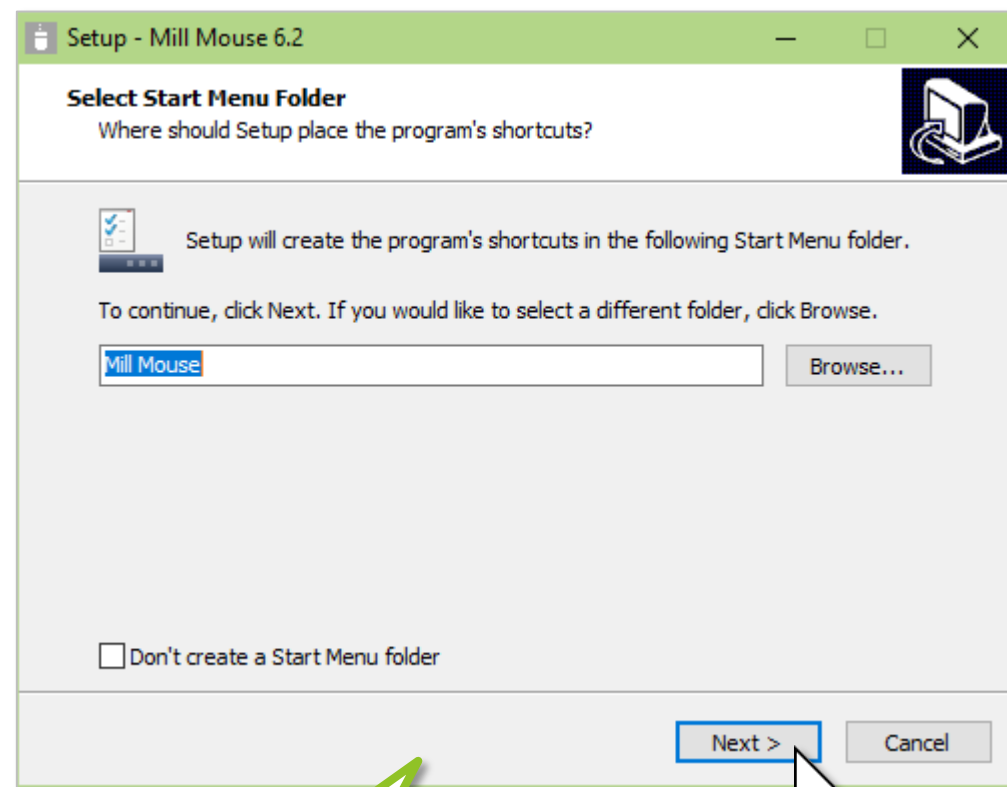 Setup - Mill Mouse 6.2
Select Start Menu Folder
Where should Setup place the program's shortcuts?
Setup will create the program's shortcuts in the following Start Menu folder.
To continue, click Next. If you would like to select a different folder, click Browse.
Mill Mouse
Browse...
Don't create a Start Menu folder
Next >
Cancel